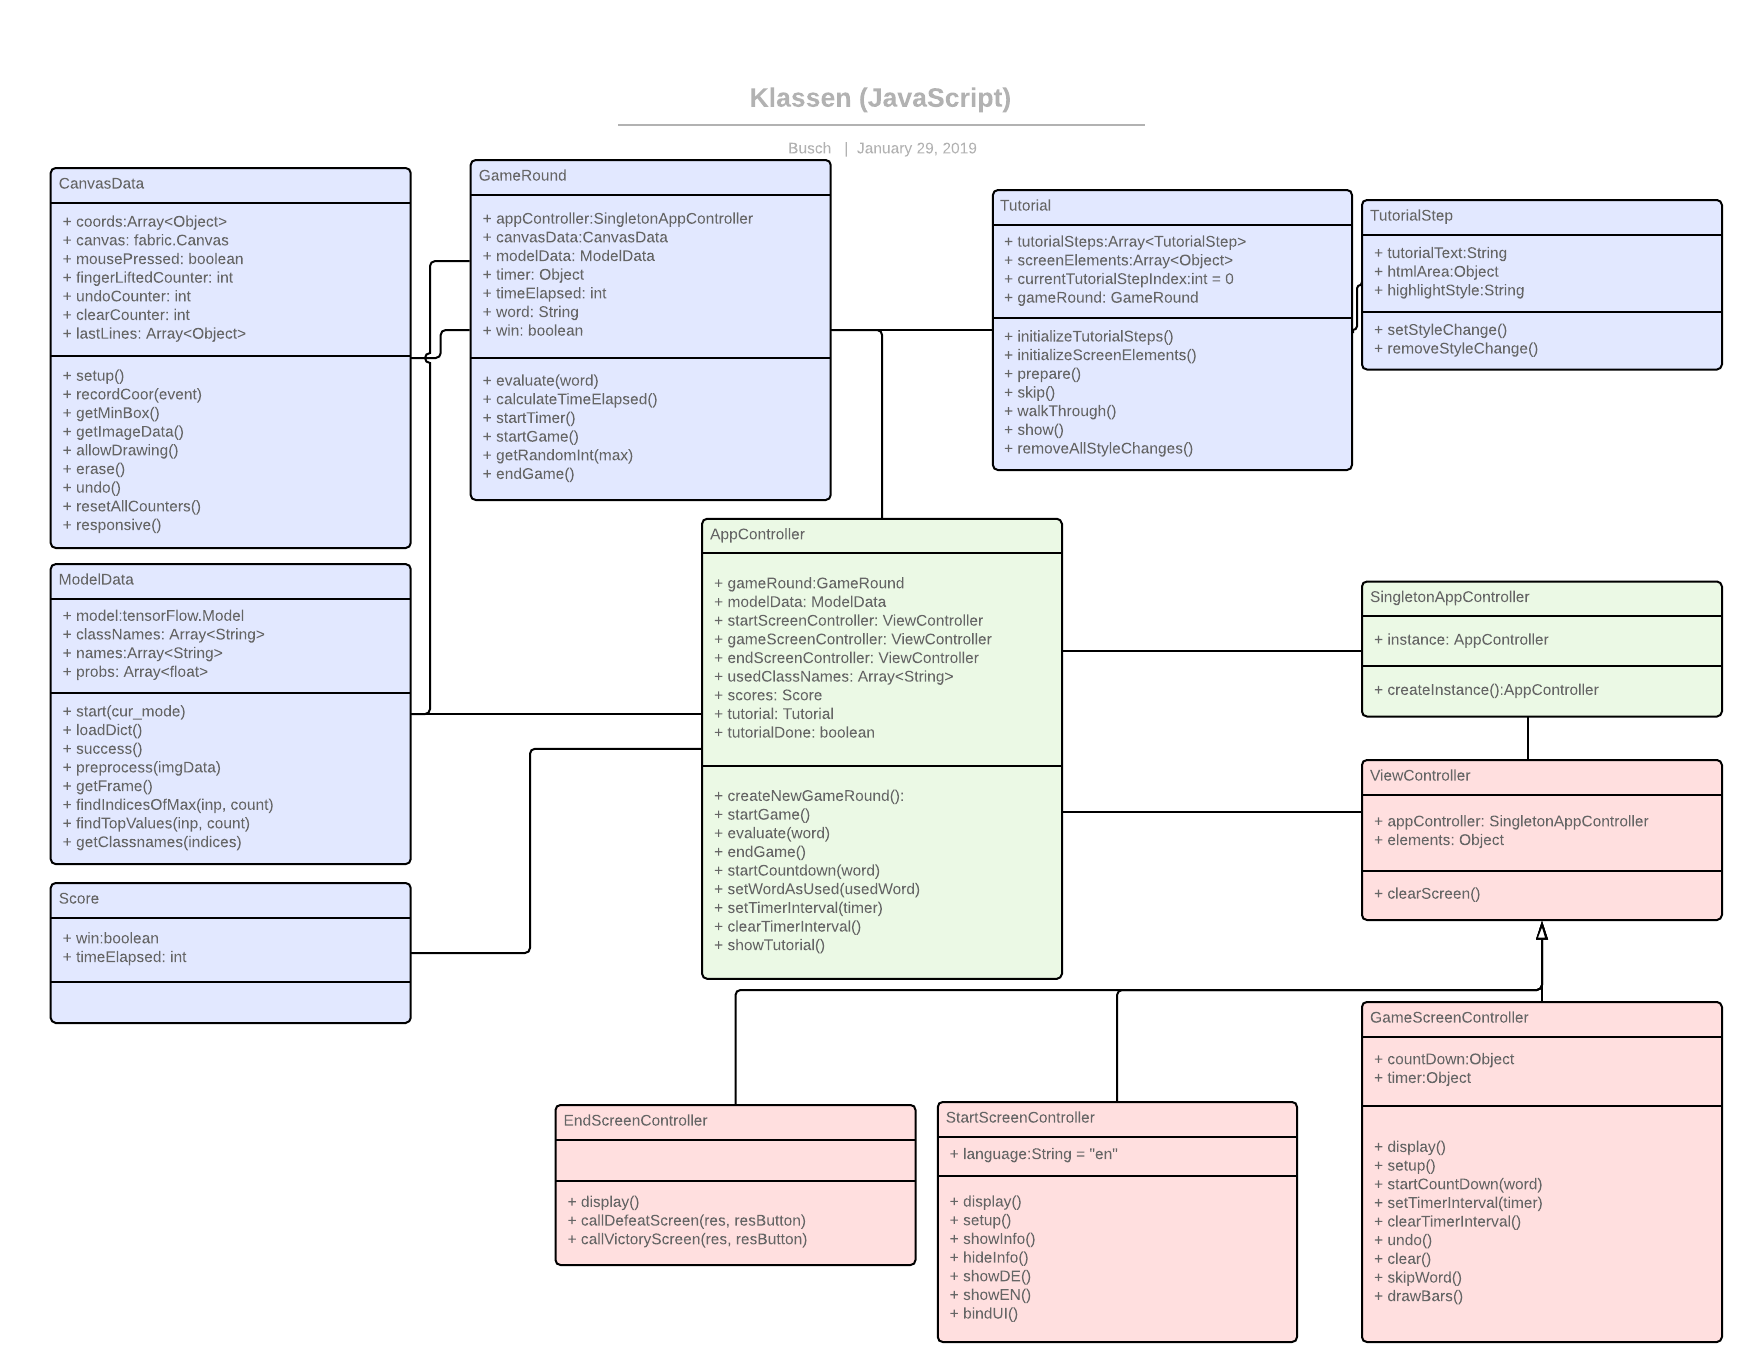 Klassen (JavaScript)
Busch | January 29, 2019
CanvasData
+ coords:Array<Object>
+ canvas: fabric.Canvas
+ mousePressed: boolean
+ fingerLiftedCounter: int
+ undoCounter: int
+ clearCounter: int
+ lastLines: Array<Object>
+ setup()
+ recordCoor(event)
+ getMinBox()
+ getImageData()
+ allowDrawing()
+ erase()
+ undo()
+ resetAllCounters()
+ responsive()
GameRound
+ appController:SingletonAppController
+ canvasData:CanvasData
+ modelData: ModelData
+ timer: Object
+ timeElapsed: int
+ word: String
+ win: boolean
+ evaluate(word)
+ calculateTimeElapsed()
+ startTimer()
+ startGame()
+ getRandomInt(max)
+ endGame()
Tutorial
+ tutorialSteps:Array<TutorialStep>
+ screenElements:Array<Object>
+ currentTutorialStepIndex:int = 0
+ gameRound: GameRound
+ initializeTutorialSteps()
+ initializeScreenElements()
+ prepare()
+ skip()
+ walkThrough()
+ show()
+ removeAllStyleChanges()
TutorialStep
+ tutorialText:String
+ htmlArea:Object
+ highlightStyle:String
+ setStyleChange()
+ removeStyleChange()
ModelData
+ model:tensorFlow.Model
+ classNames: Array<String>
+ names:Array<String>
+ probs: Array<float>
+ start(cur_mode)
+ loadDict()
+ success()
+ preprocess(imgData)
+ getFrame()
+ findIndicesOfMax(inp, count)
+ findTopValues(inp, count)
+ getClassnames(indices)
AppController
+ gameRound:GameRound
+ modelData: ModelData
+ startScreenController: ViewController
+ gameScreenController: ViewController
+ endScreenController: ViewController
+ usedClassNames: Array<String>
+ scores: Score
+ tutorial: Tutorial
+ tutorialDone: boolean
+ createNewGameRound():
+ startGame()
+ evaluate(word)
+ endGame()
+ startCountdown(word)
+ setWordAsUsed(usedWord)
+ setTimerInterval(timer)
+ clearTimerInterval()
+ showTutorial()
SingletonAppController
+ instance: AppController
+ createInstance():AppController
ViewController
+ appController: SingletonAppController
+ elements: Object
+ clearScreen()
Score
+ win:boolean
+ timeElapsed: int
EndScreenController
+ display()
+ callDefeatScreen(res, resButton)
+ callVictoryScreen(res, resButton)
StartScreenController
+ language:String = "en"
+ display()
+ setup()
+ showInfo()
+ hideInfo()
+ showDE()
+ showEN()
+ bindUI()
GameScreenController
+ countDown:Object
+ timer:Object
+ display()
+ setup()
+ startCountDown(word)
+ setTimerInterval(timer)
+ clearTimerInterval()
+ undo()
+ clear()
+ skipWord()
+ drawBars()